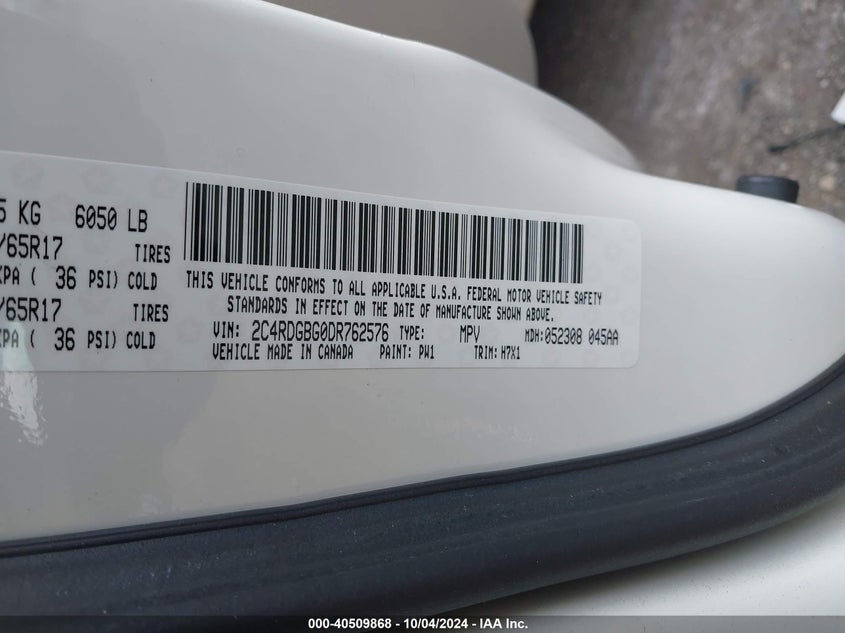 5 KG 6050 LB
/65R17 TIRES
KPA ( 36 PSI) COLD
/65R17 TIRES
KPA ( 36 PSI) COLD
THIS VEHICLE CONFORMS TO ALL APPLICABLE U.S.A. FEDERAL MOTOR VEHICLE SAFETY
STANDARDS IN EFFECT ON THE DATE OF MANUFACTURE SHOWN ABOVE.
VIN: 2C4RDGBG0DR762576 TYPE: MPV MDH:052308 045AA
VEHICLE MADE IN CANADA PAINT: PW1 TRIM: H7X1
000-40509868 - 10/04/2024 - IAA Inc.